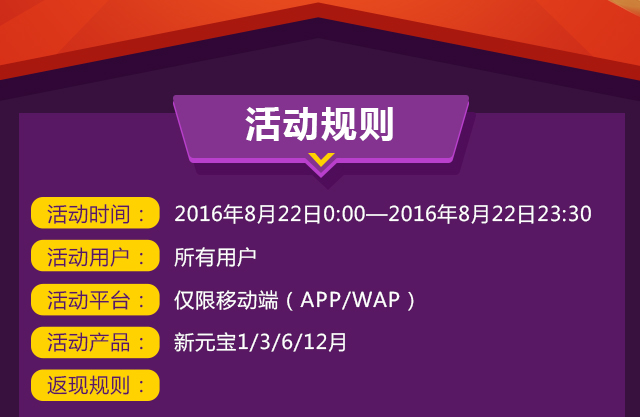 活动规则
活动时间： 2016年8月22日0:00—2016年8月22日23:30
活动用户： 所有用户
活动平台： 仅限移动端（APP/WAP）
活动产品： 新元宝1/3/6/12月
返现规则：